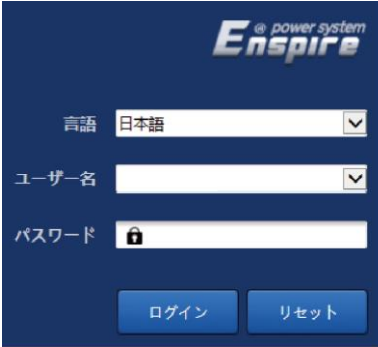 @ power system
Enspire
言語 日本語
ユーザー名
パスワード
ログイン リセット